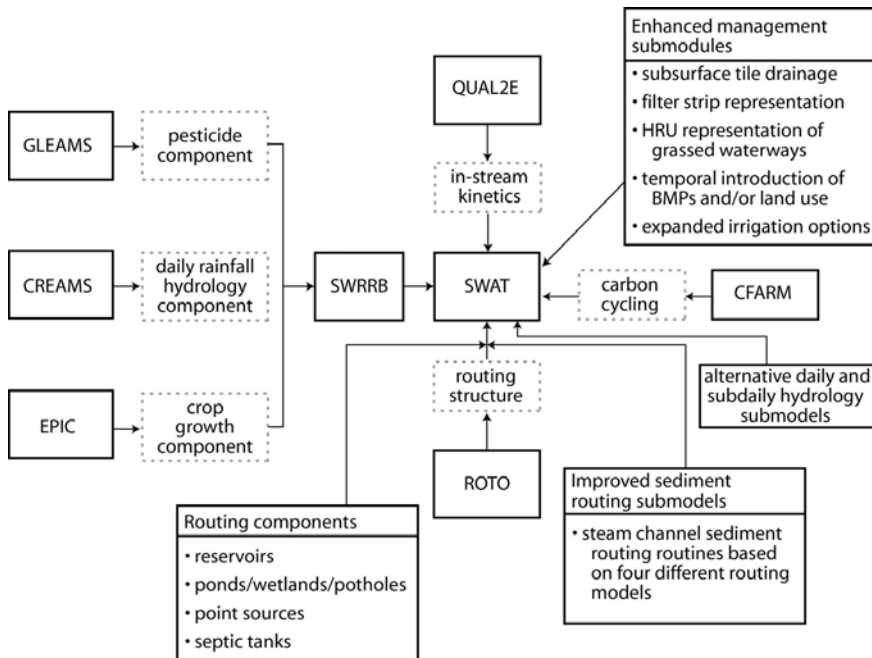 GLEAMS
pesticide
component
CREAMS
daily rainfall
hydrology
component
EPIC
crop
growth
component
SWRRB
QUAL2E
in-stream
kinetics
SWAT
routing
structure
ROTO
carbon
cycling
CFARM
Enhanced management
submodules
• subsurface tile drainage
• filter strip representation
• HRU representation of
grassed waterways
• temporal introduction of
BMPs and/or land use
• expanded irrigation options
alternative daily and
subdaily hydrology
submodels
Routing components
• reservoirs
• ponds/wetlands/potholes
• point sources
• septic tanks
Improved sediment
routing submodels
• steam channel sediment
routing routines based
on four different routing
models